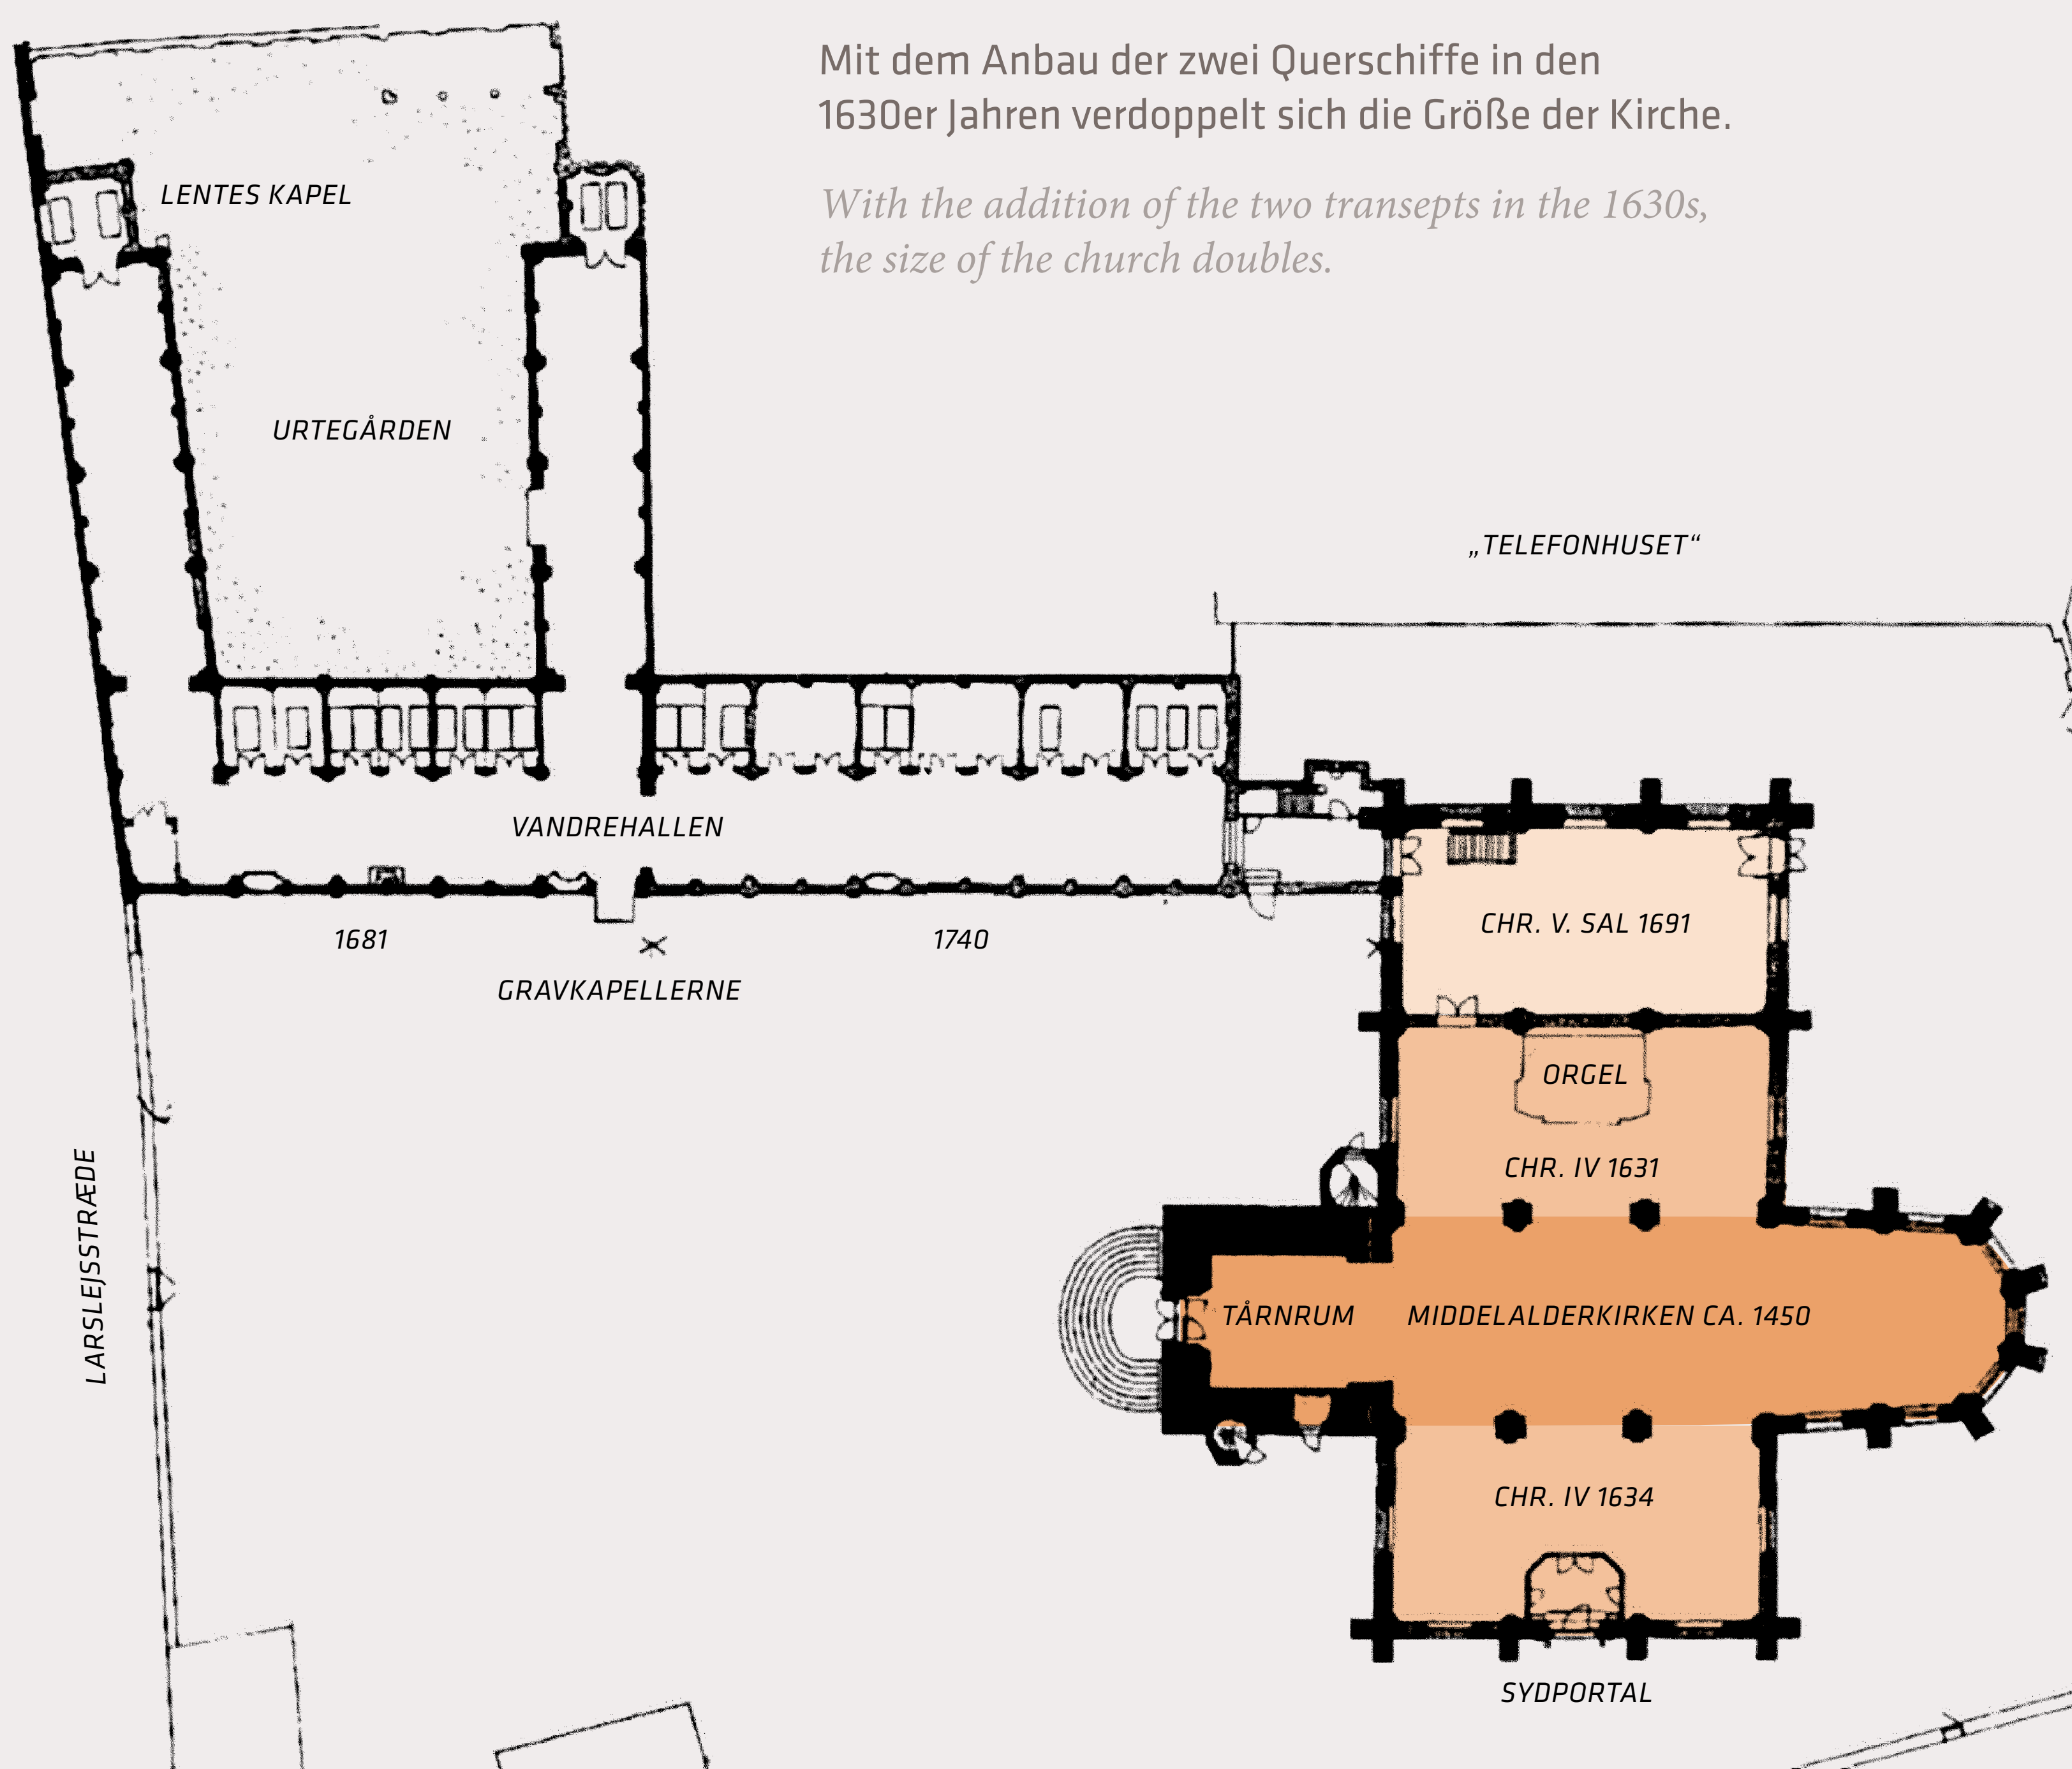 Mit dem Anbau der zwei Querschiffe in den
1630er Jahren verdoppelt sich die Größe der Kirche.
With the addition of the two transepts in the 1630s,
the size of the church doubles.
LENTES KAPEL
URTEGÅRDEN
„TELEFONHUSET“
VANDREHALLEN
1681
1740
GRAVKAPELLERNE
CHR. V. SAL 1691
ORGEL
CHR. IV 1631
LARSLEJSSTRÆDE
TÅRNRUM
MIDDELALDERKIRKEN CA. 1450
CHR. IV 1634
SYDPORTAL